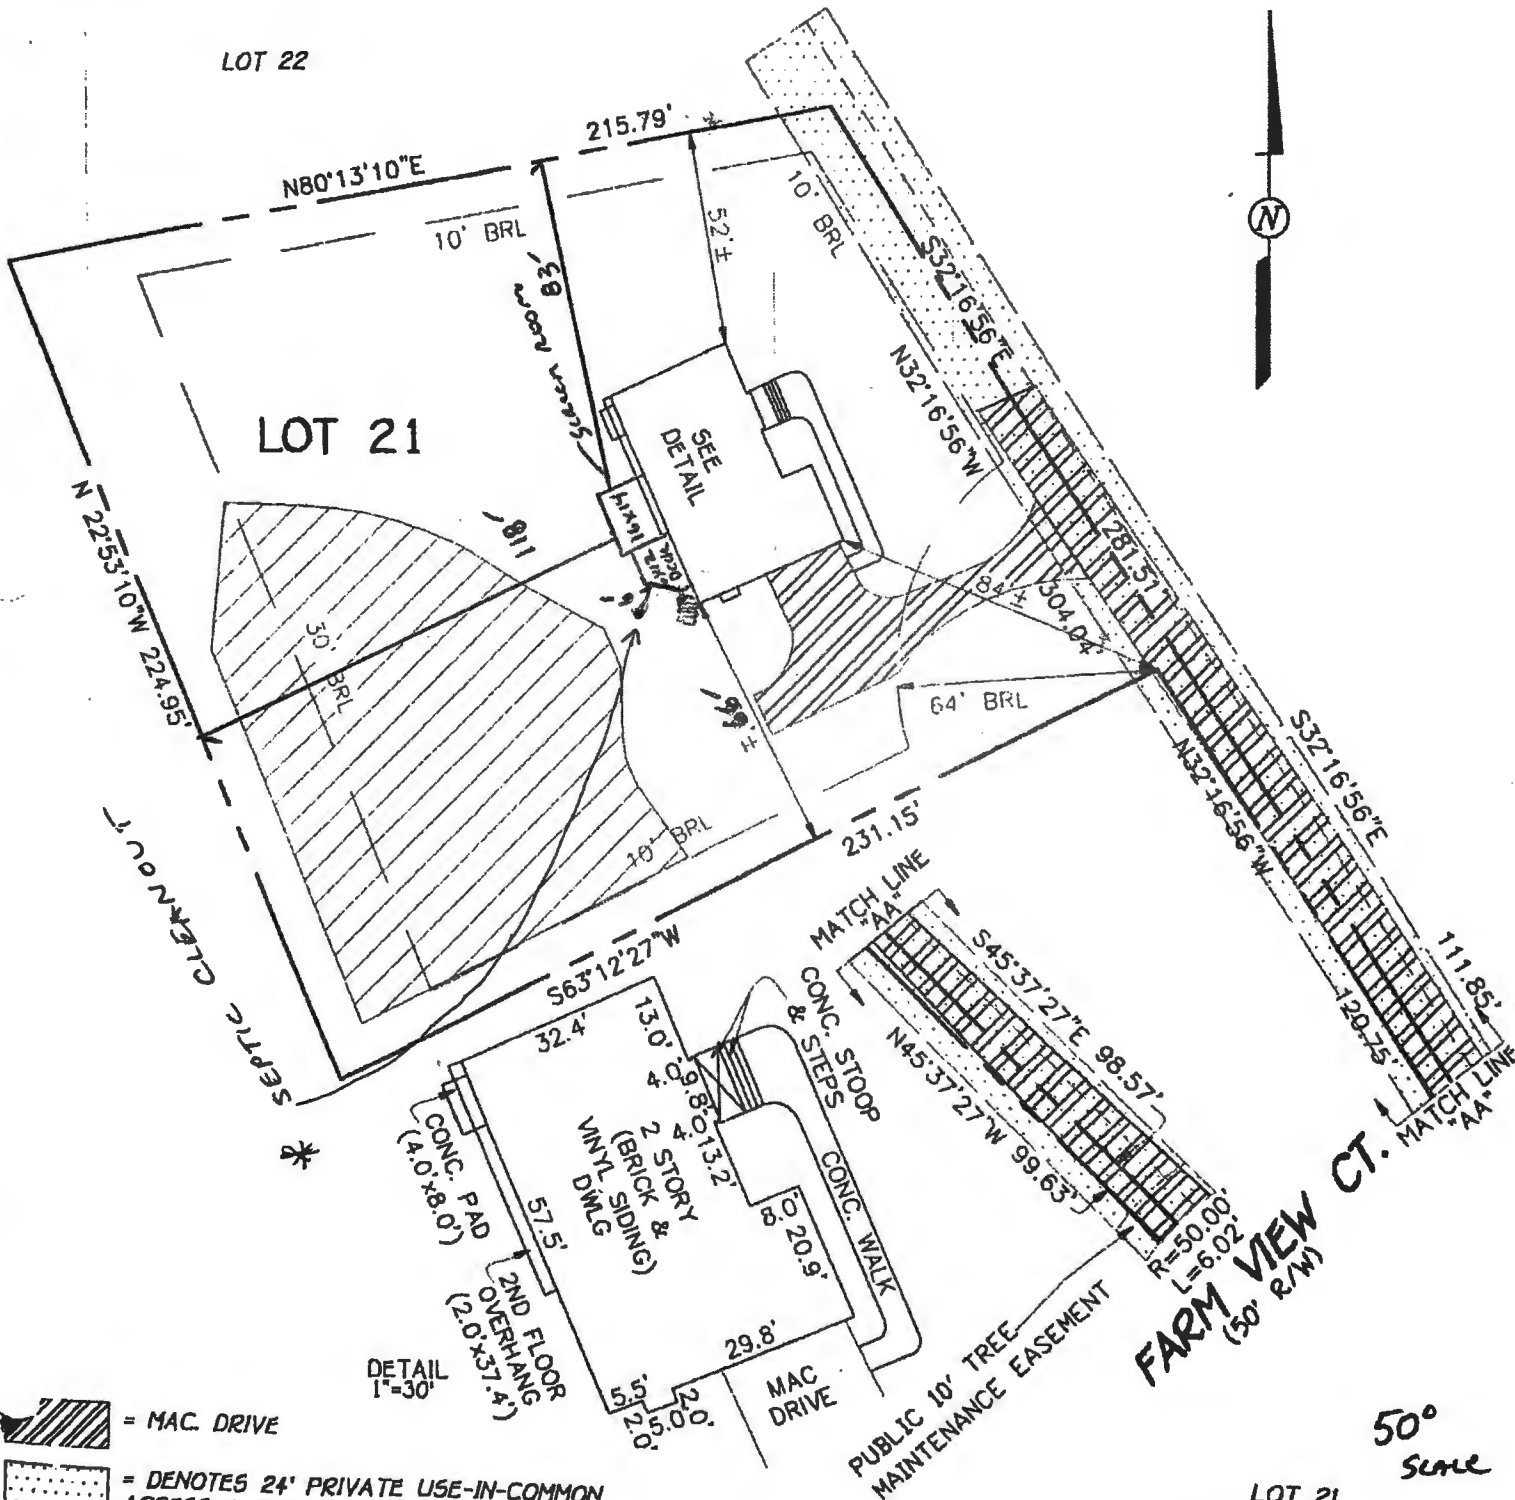 LOT 22
215.79'
N80°13'10"E
10' BRL
10' BRL
52'±
83'
Screen Room
S32°16'56"E
N32°16'56"W
LOT 21
SEE
DETAIL
16x14
DECK
118'
N 22°53'10"W 224.95'
30'
BRL
9'
84'±
281.31'
304.04'
64' BRL
66'
±
10' BRL
231.15'
S63°12'27"W
S32°16'56"E
N32°16'56"W
111.85'
120.75'
MATCH LINE
"AA"
MATCH LINE
"AA"
S45°37'27"E 98.57'
N45°37'27"W 99.63'
R=50.00'
L=6.02'
FARM VIEW CT.
(50' R/W)
* SEPTIC CLEANOUT
32.4'
13.0'
4.0'
9.8'
4.0'
13.2'
8.0'
20.9'
CONC. STOOP
& STEPS
CONC. WALK
2 STORY
(BRICK &
VINYL SIDING)
DWLG
57.5'
CONC. PAD
(4.0'x8.0')
2ND FLOOR
OVERHANG
(2.0'x37.4')
29.8'
5.5'
2.0'
5.0'
2.0'
MAC
DRIVE
DETAIL
1"=30'
PUBLIC 10' TREE
MAINTENANCE EASEMENT
N
= MAC. DRIVE
= DENOTES 24' PRIVATE USE-IN-COMMON
50°
SCALE
LOT 21